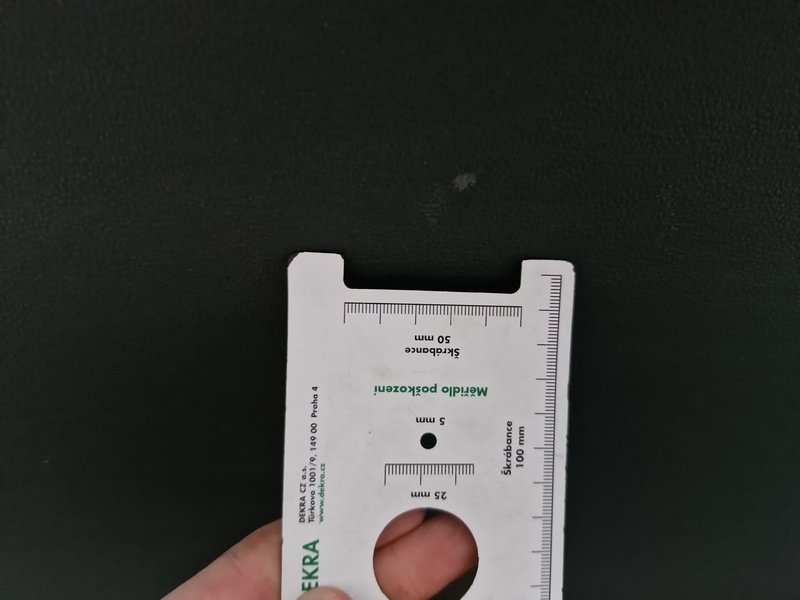 50 mm
Škrábance
Měřidlo poškození
5 mm
25 mm
Škrábance
100 mm
DEKRA CZ a.s.
Türkova 1001/9, 149 00 Praha 4
www.dekra.cz
EKRA